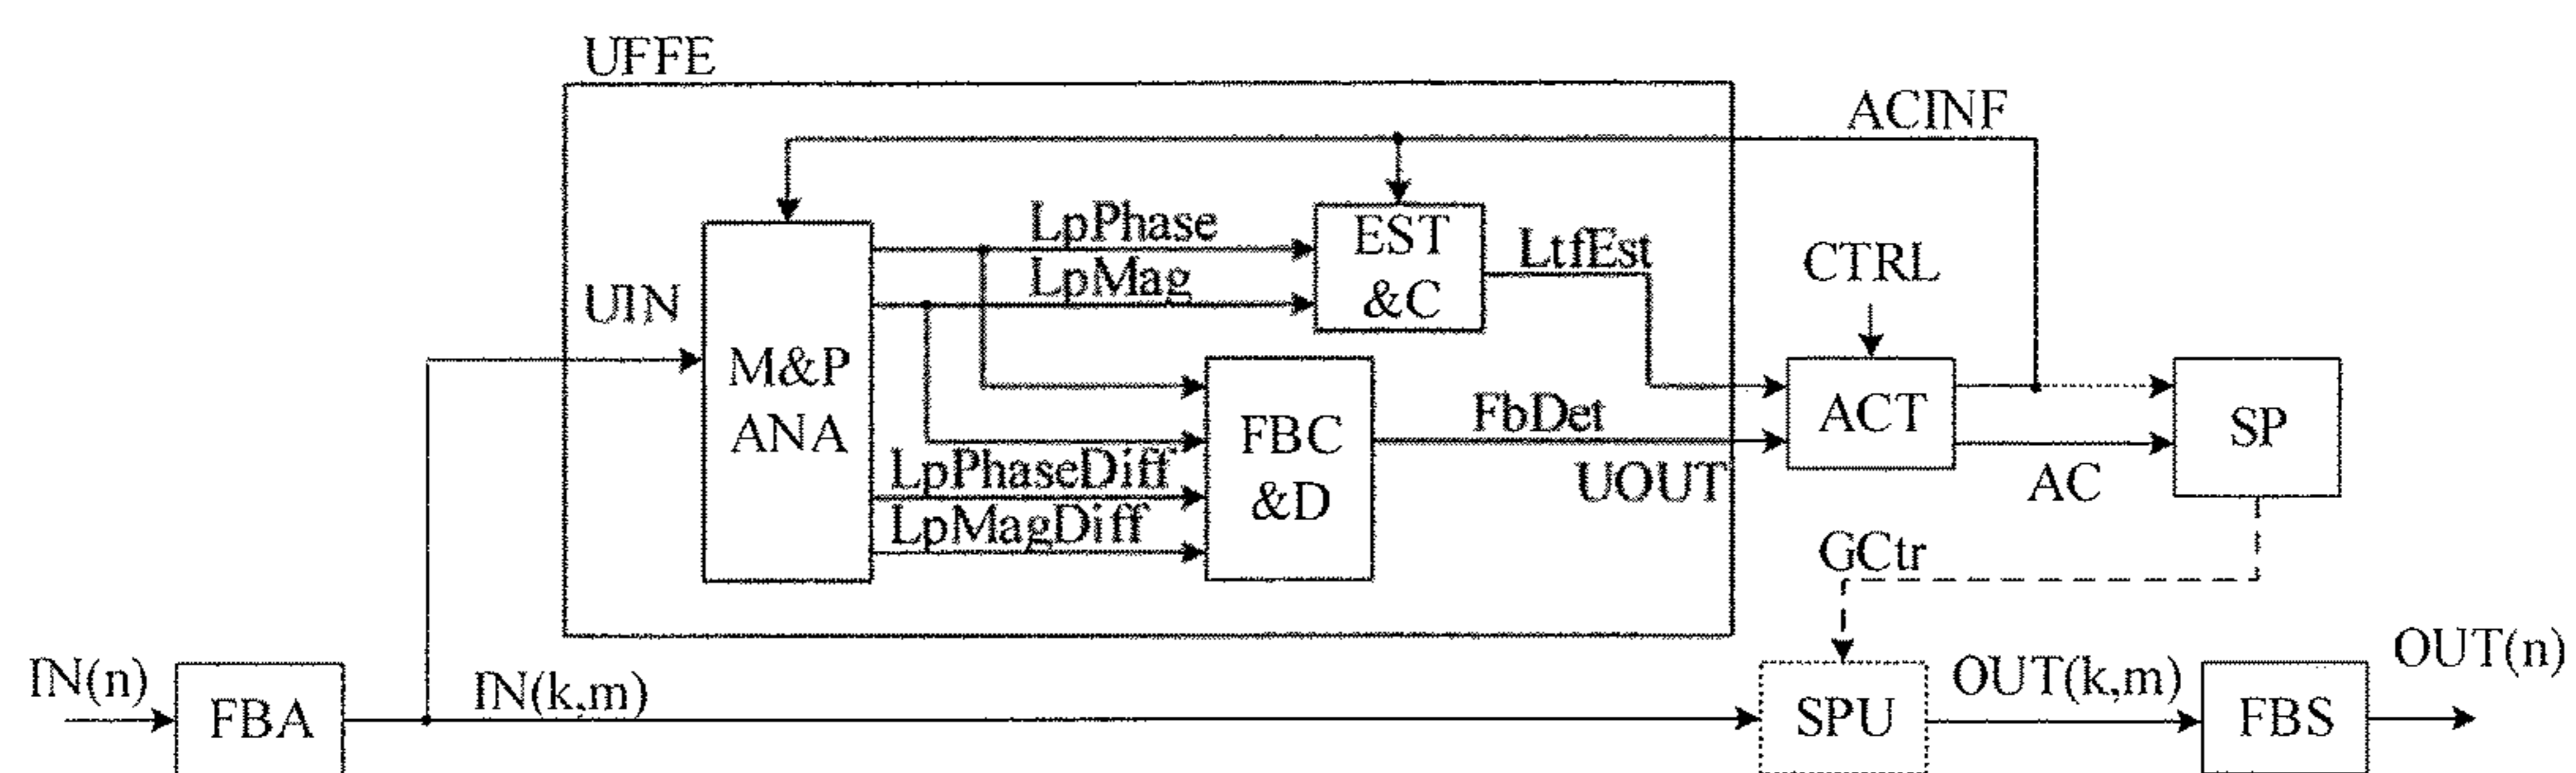 UFFE
ACINF
LpPhase
EST
&C
LtfEst
CTRL
UIN
LpMag
M&P
ANA
FBC
&D
FbDet
ACT
SP
LpPhaseDiff
UOUT
AC
LpMagDiff
GCtr
IN(n)
FBA
IN(k,m)
SPU
OUT(k,m)
FBS
OUT(n)